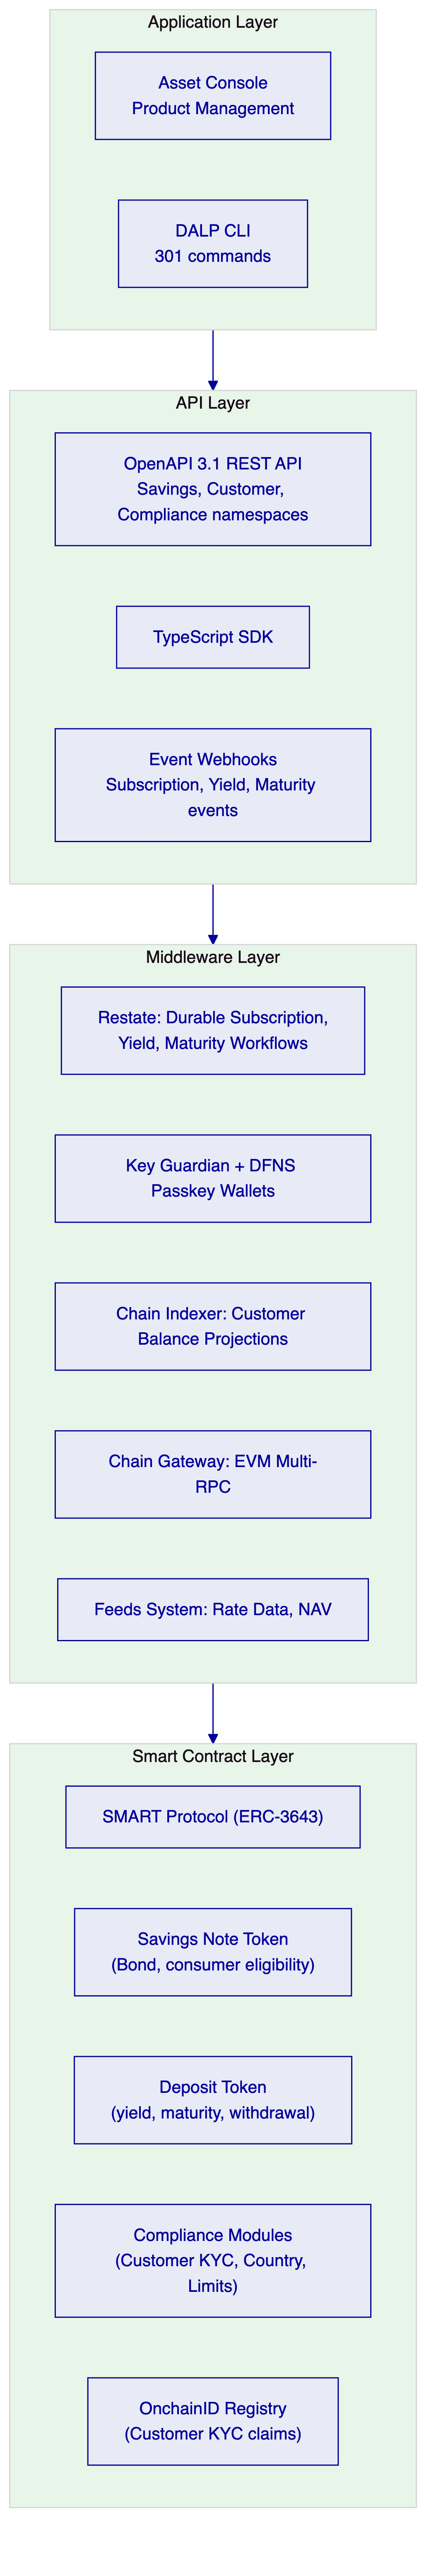 Application Layer
Asset Console
Product Management
DALP CLI
301 commands
API Layer
OpenAPI 3.1 REST API
Savings, Customer,
Compliance namespaces
TypeScript SDK
Event Webhooks
Subscription, Yield, Maturity
events
Middleware Layer
Restate: Durable Subscription,
Yield, Maturity Workflows
Key Guardian + DFNS
Passkey Wallets
Chain Indexer: Customer
Balance Projections
Chain Gateway: EVM Multi-
RPC
Feeds System: Rate Data, NAV
Smart Contract Layer
SMART Protocol (ERC-3643)
Savings Note Token
(Bond, consumer eligibility)
Deposit Token
(yield, maturity, withdrawal)
Compliance Modules
(Customer KYC, Country,
Limits)
OnchainID Registry
(Customer KYC claims)